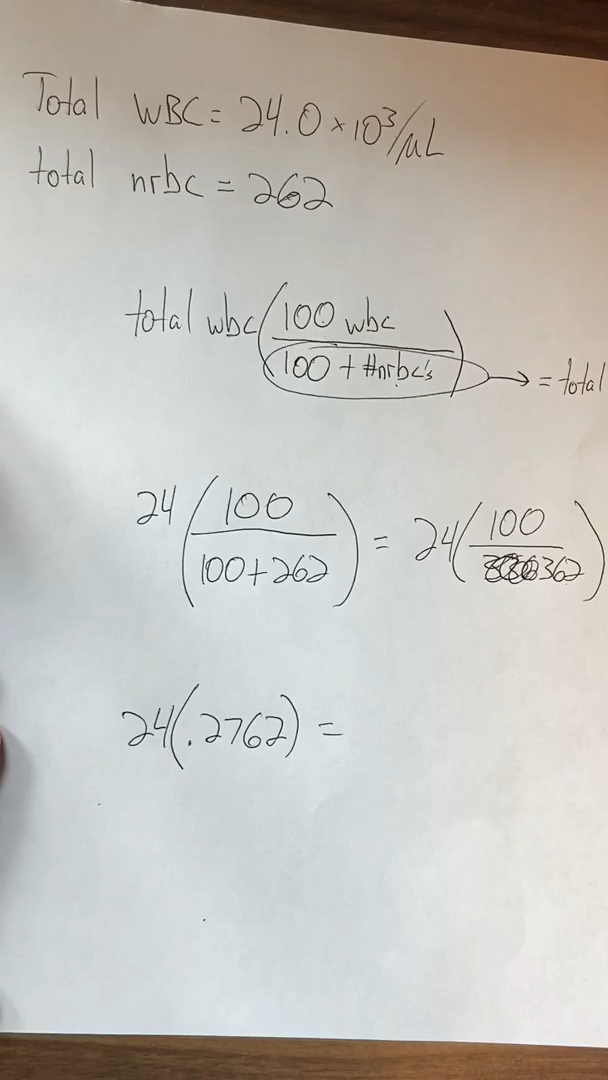 Total WBC = 24.0 × 10³/µL
total nrbc = 262
total wbc (100 wbc / 100 + #nrbc's) → = total
24 (100 / 100+262) = 24 (100 / 362)
24(.2762) =